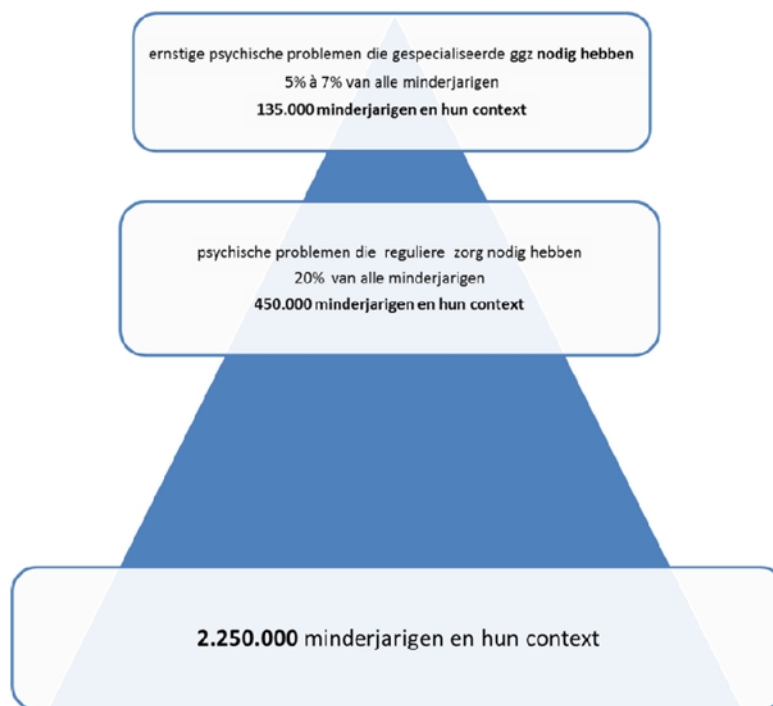 ernstige psychische problemen die gespecialiseerde ggz nodig hebben
5% à 7% van alle minderjarigen
135.000 minderjarigen en hun context
psychische problemen die reguliere zorg nodig hebben
20% van alle minderjarigen
450.000 minderjarigen en hun context
2.250.000 minderjarigen en hun context